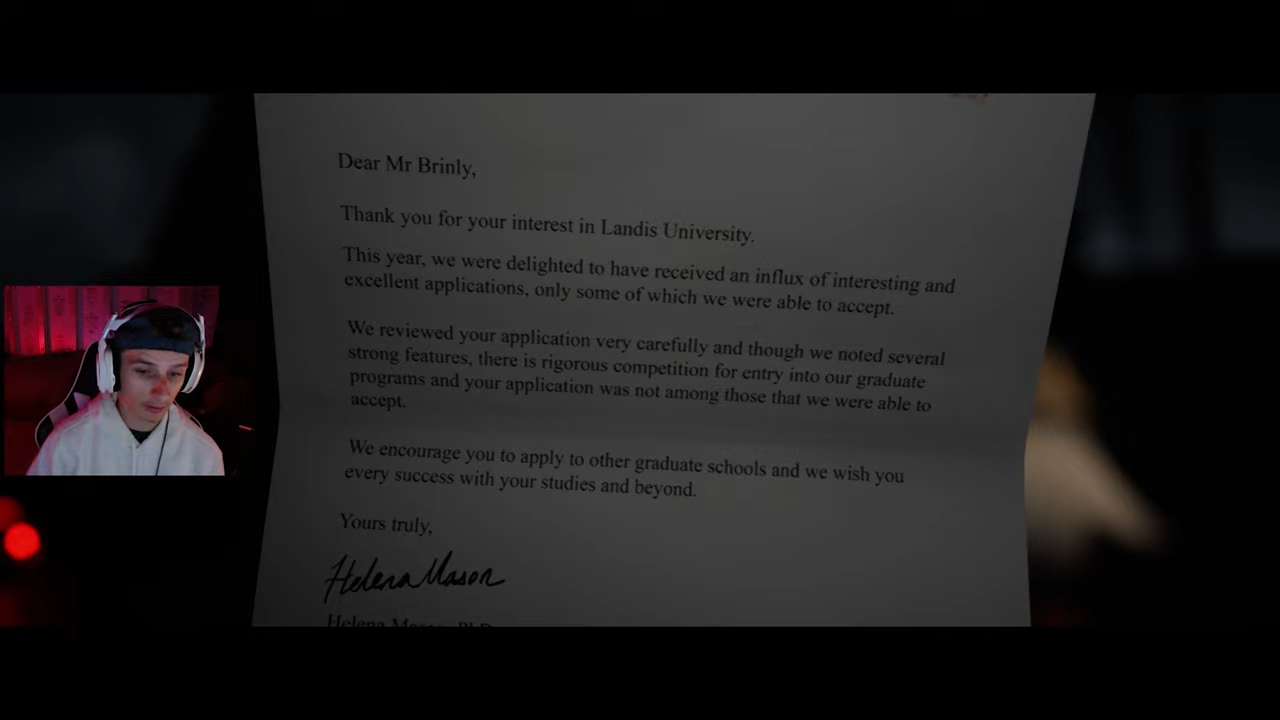 Dear Mr Brinly,
Thank you for your interest in Landis University.
This year, we were delighted to have received an influx of interesting and
excellent applications, only some of which we were able to accept.
We reviewed your application very carefully and though we noted several
strong features, there is rigorous competition for entry into our graduate
programs and your application was not among those that we were able to
accept.
We encourage you to apply to other graduate schools and we wish you
every success with your studies and beyond.
Yours truly,
Helena Mason
Helena Mason, PhD